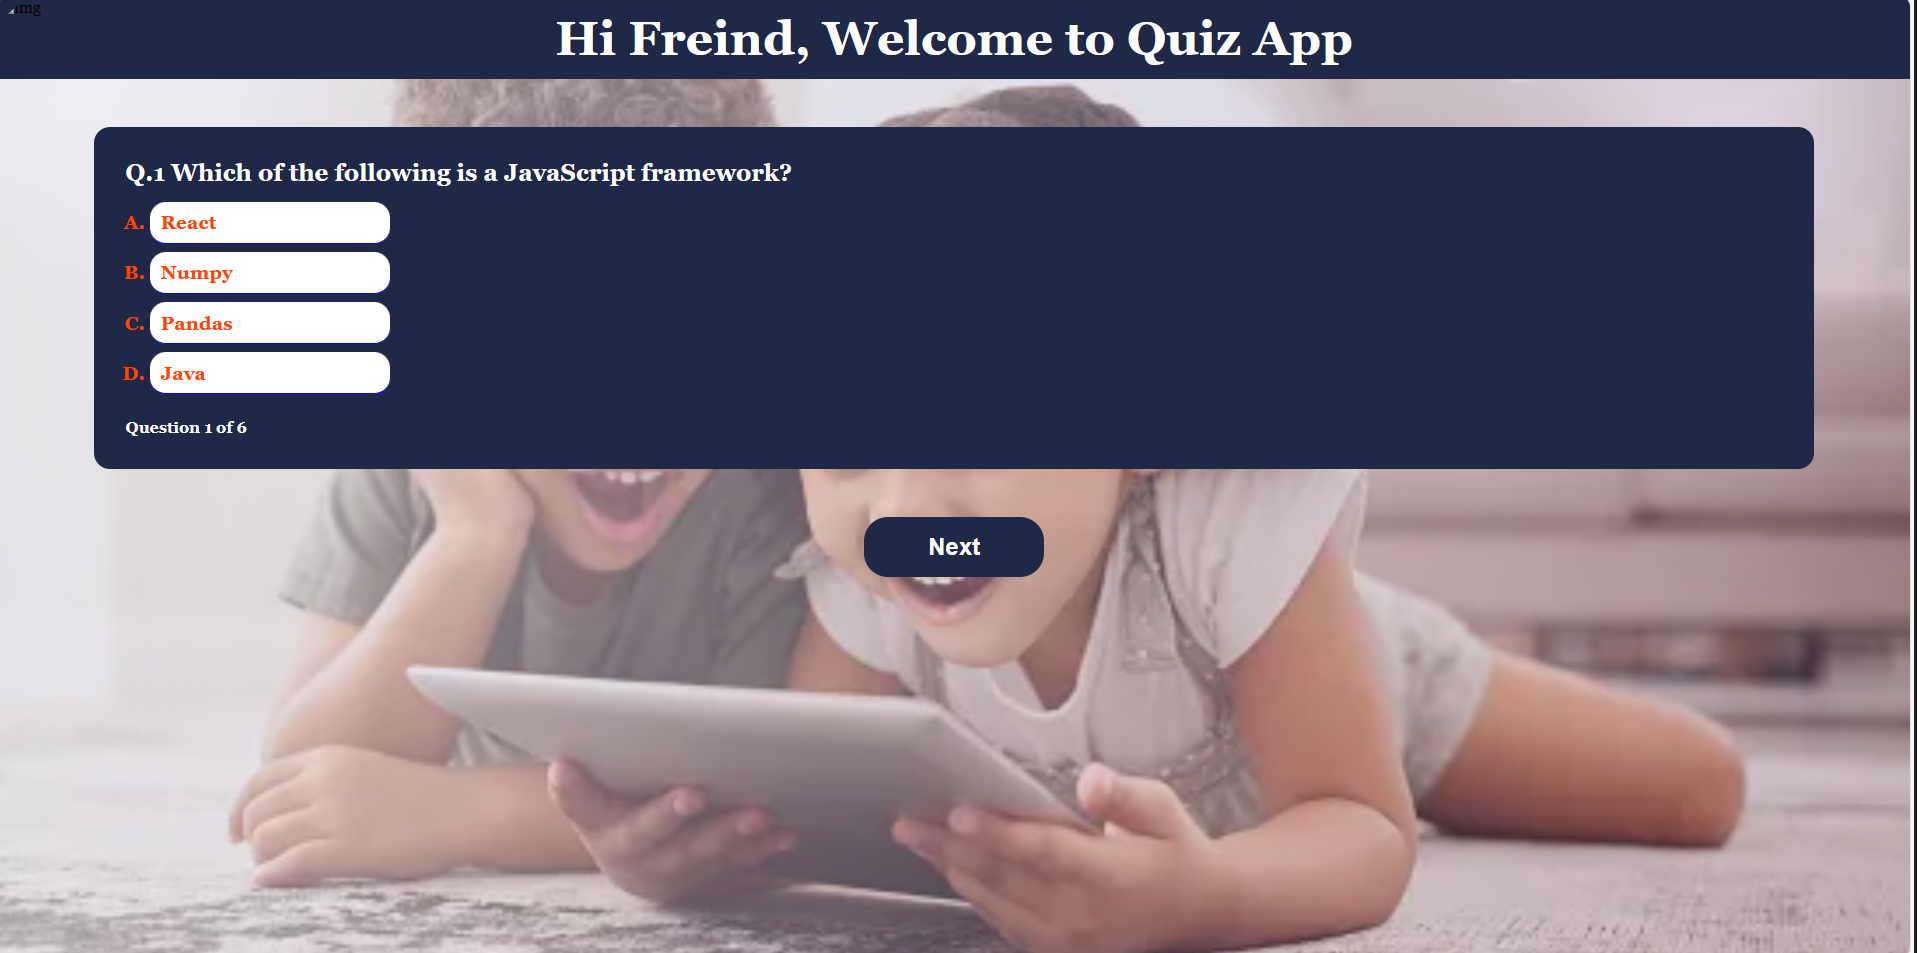 img
Hi Freind, Welcome to Quiz App
Q.1 Which of the following is a JavaScript framework?
A. React
B. Numpy
C. Pandas
D. Java
Question 1 of 6
Next